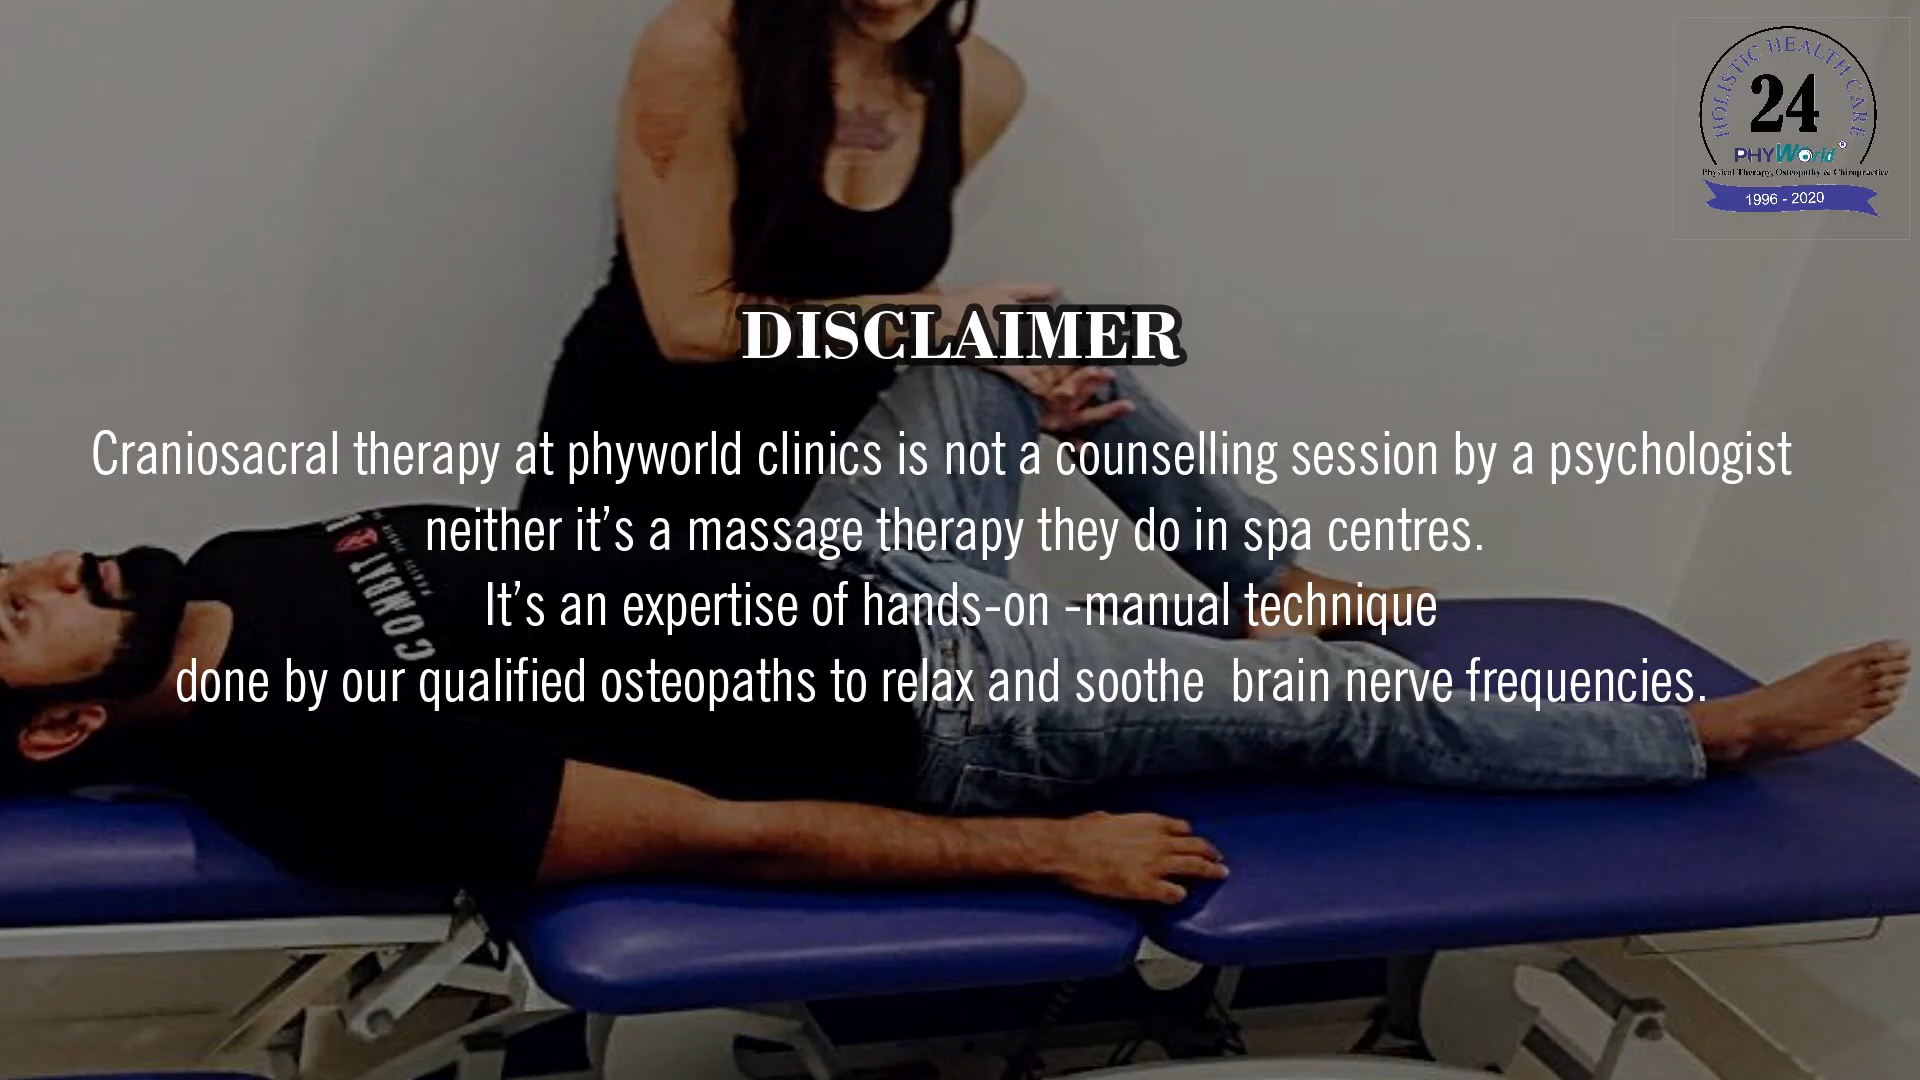 HOLISTIC HEALTH CARE
24
PHYWorld®
Physical Therapy, Osteopathy & Chiropractice
1996 - 2020
DISCLAIMER
Craniosacral therapy at phyworld clinics is not a counselling session by a psychologist
neither it’s a massage therapy they do in spa centres.
It’s an expertise of hands-on -manual technique
done by our qualified osteopaths to relax and soothe brain nerve frequencies.
COMBAT